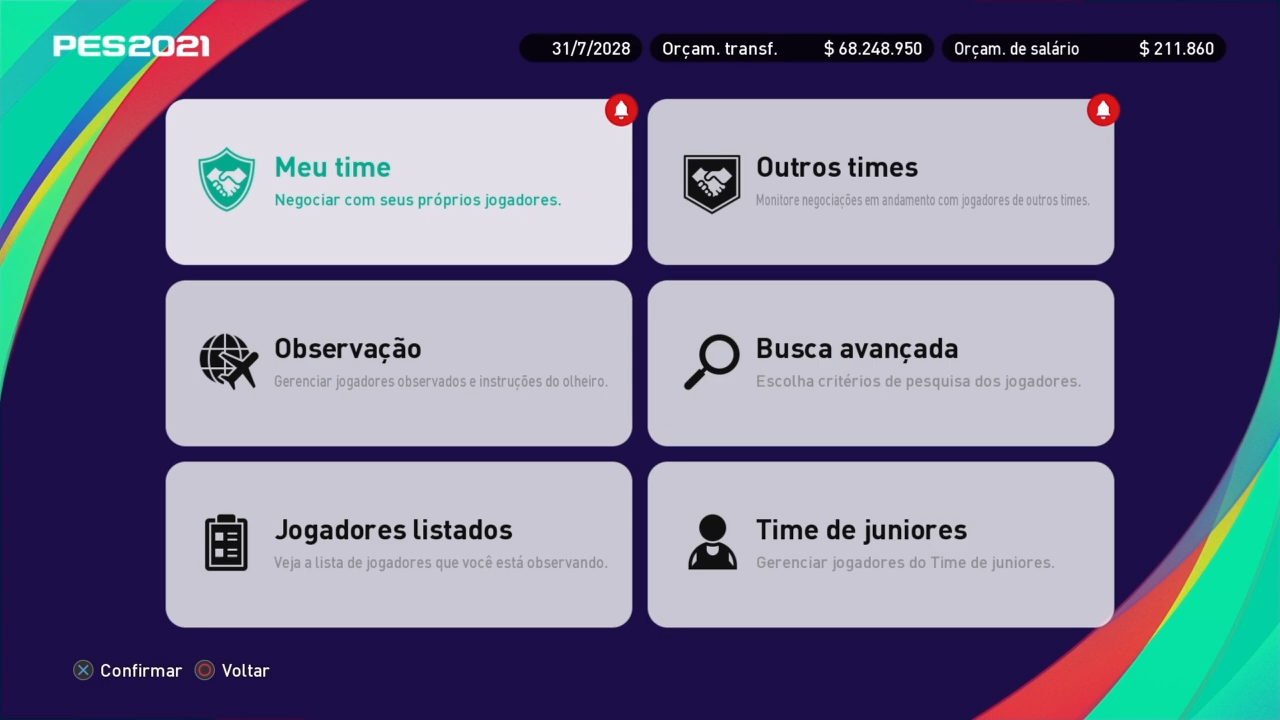 PES2021
31/7/2028 Orçam. transf. $ 68.248.950 Orçam. de salário $ 211.860
Meu time
Negociar com seus próprios jogadores.
Outros times
Monitore negociações em andamento com jogadores de outros times.
Observação
Gerenciar jogadores observados e instruções do olheiro.
Busca avançada
Escolha critérios de pesquisa dos jogadores.
Jogadores listados
Veja a lista de jogadores que você está observando.
Time de juniores
Gerenciar jogadores do Time de juniores.
Confirmar Voltar